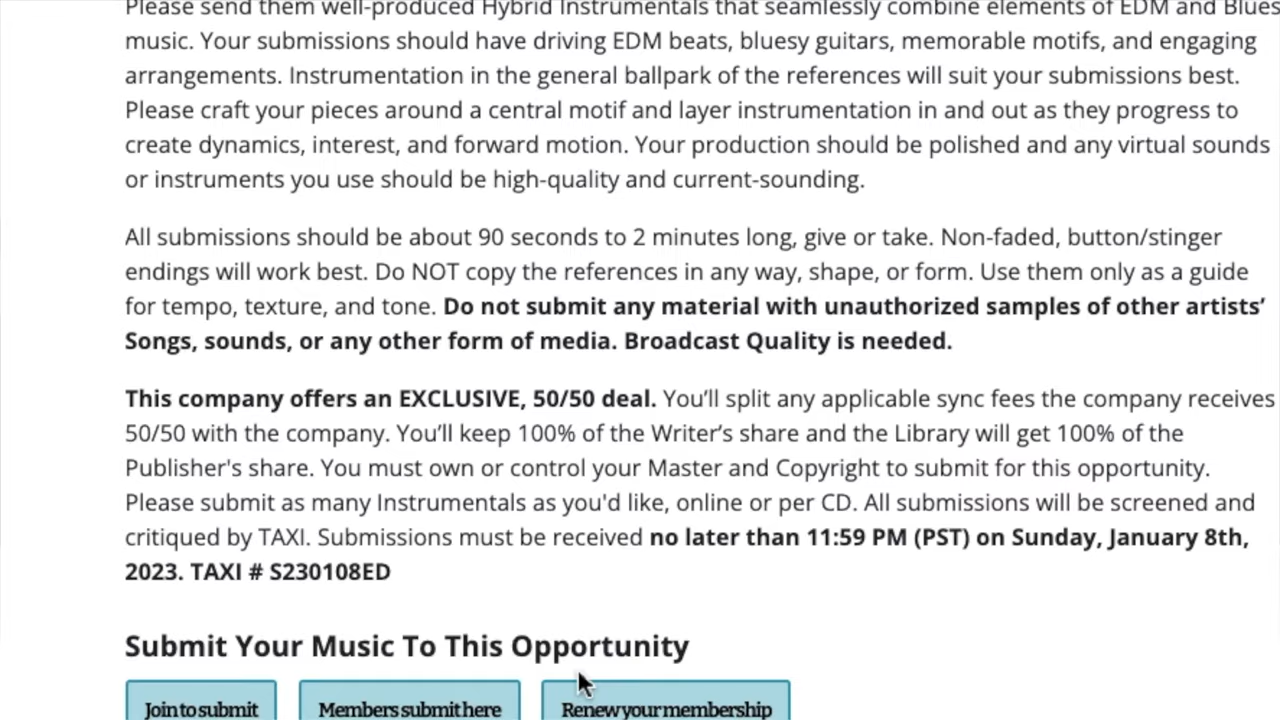 Please send them well-produced Hybrid Instrumentals that seamlessly combine elements of EDM and Blues
music. Your submissions should have driving EDM beats, bluesy guitars, memorable motifs, and engaging
arrangements. Instrumentation in the general ballpark of the references will suit your submissions best.
Please craft your pieces around a central motif and layer instrumentation in and out as they progress to
create dynamics, interest, and forward motion. Your production should be polished and any virtual sounds
or instruments you use should be high-quality and current-sounding.
All submissions should be about 90 seconds to 2 minutes long, give or take. Non-faded, button/stinger
endings will work best. Do NOT copy the references in any way, shape, or form. Use them only as a guide
for tempo, texture, and tone. Do not submit any material with unauthorized samples of other artists’
Songs, sounds, or any other form of media. Broadcast Quality is needed.
This company offers an EXCLUSIVE, 50/50 deal. You’ll split any applicable sync fees the company receives
50/50 with the company. You’ll keep 100% of the Writer’s share and the Library will get 100% of the
Publisher's share. You must own or control your Master and Copyright to submit for this opportunity.
Please submit as many Instrumentals as you'd like, online or per CD. All submissions will be screened and
critiqued by TAXI. Submissions must be received no later than 11:59 PM (PST) on Sunday, January 8th,
2023. TAXI # S230108ED
Submit Your Music To This Opportunity
Join to submit Members submit here Renew your membership